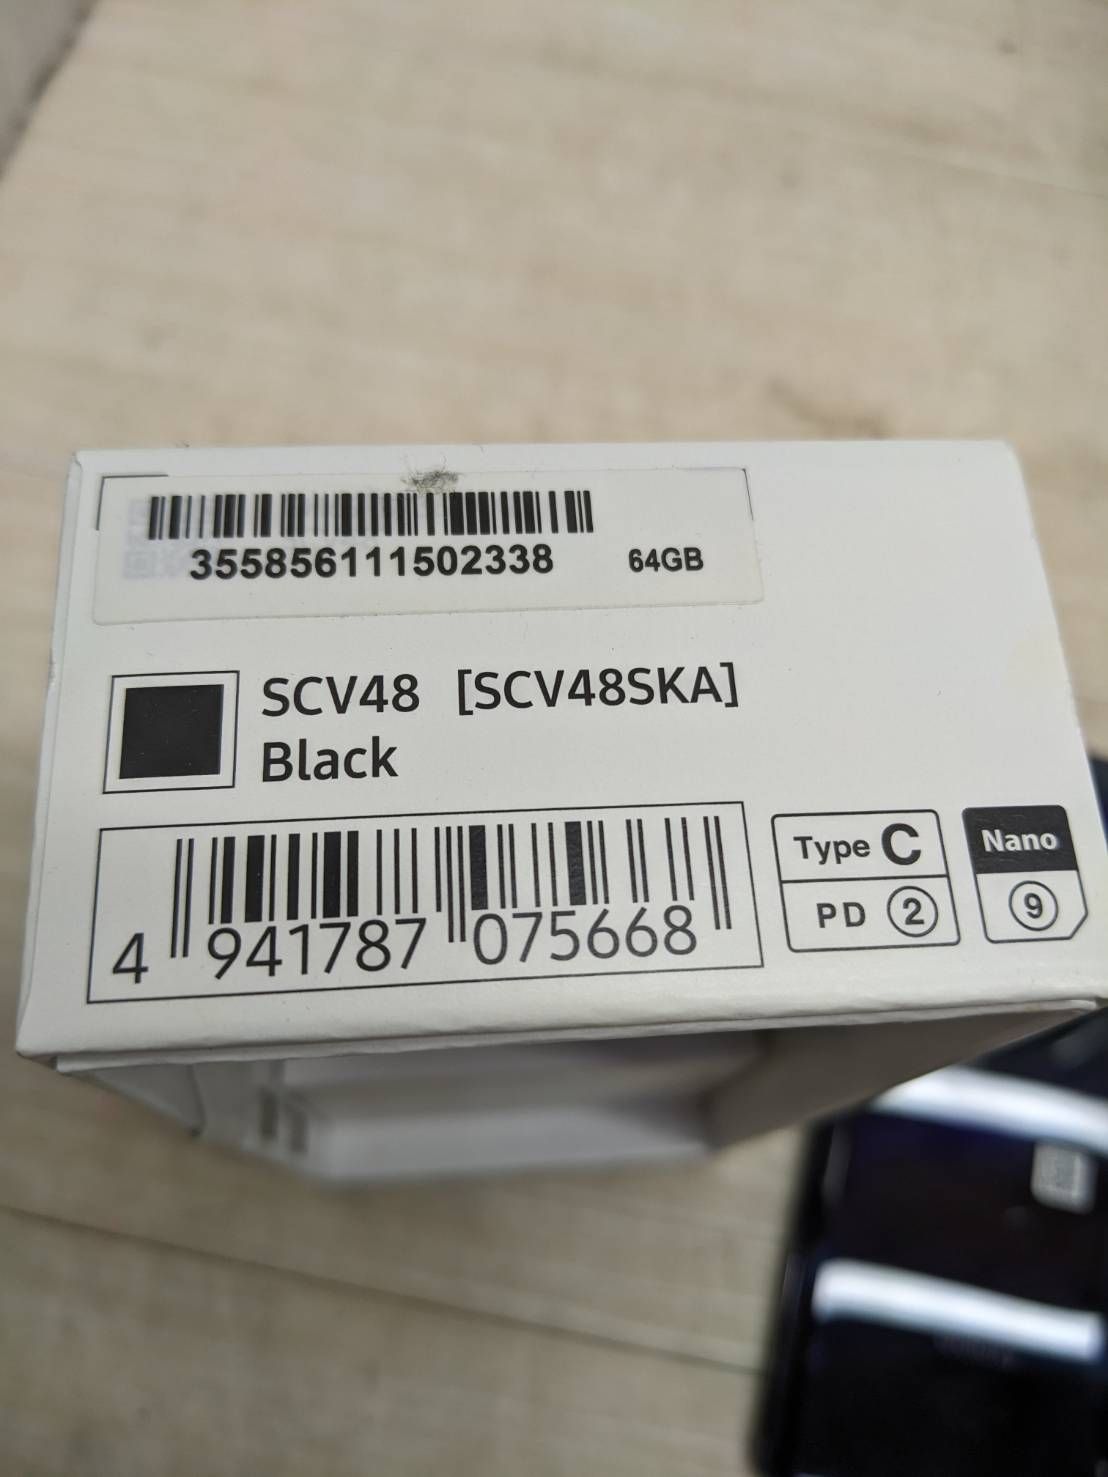 355856111502338 64GB
SCV48 [SCV48SKA]
Black
4 941787 075668
Type C
PD ②
Nano
⑨